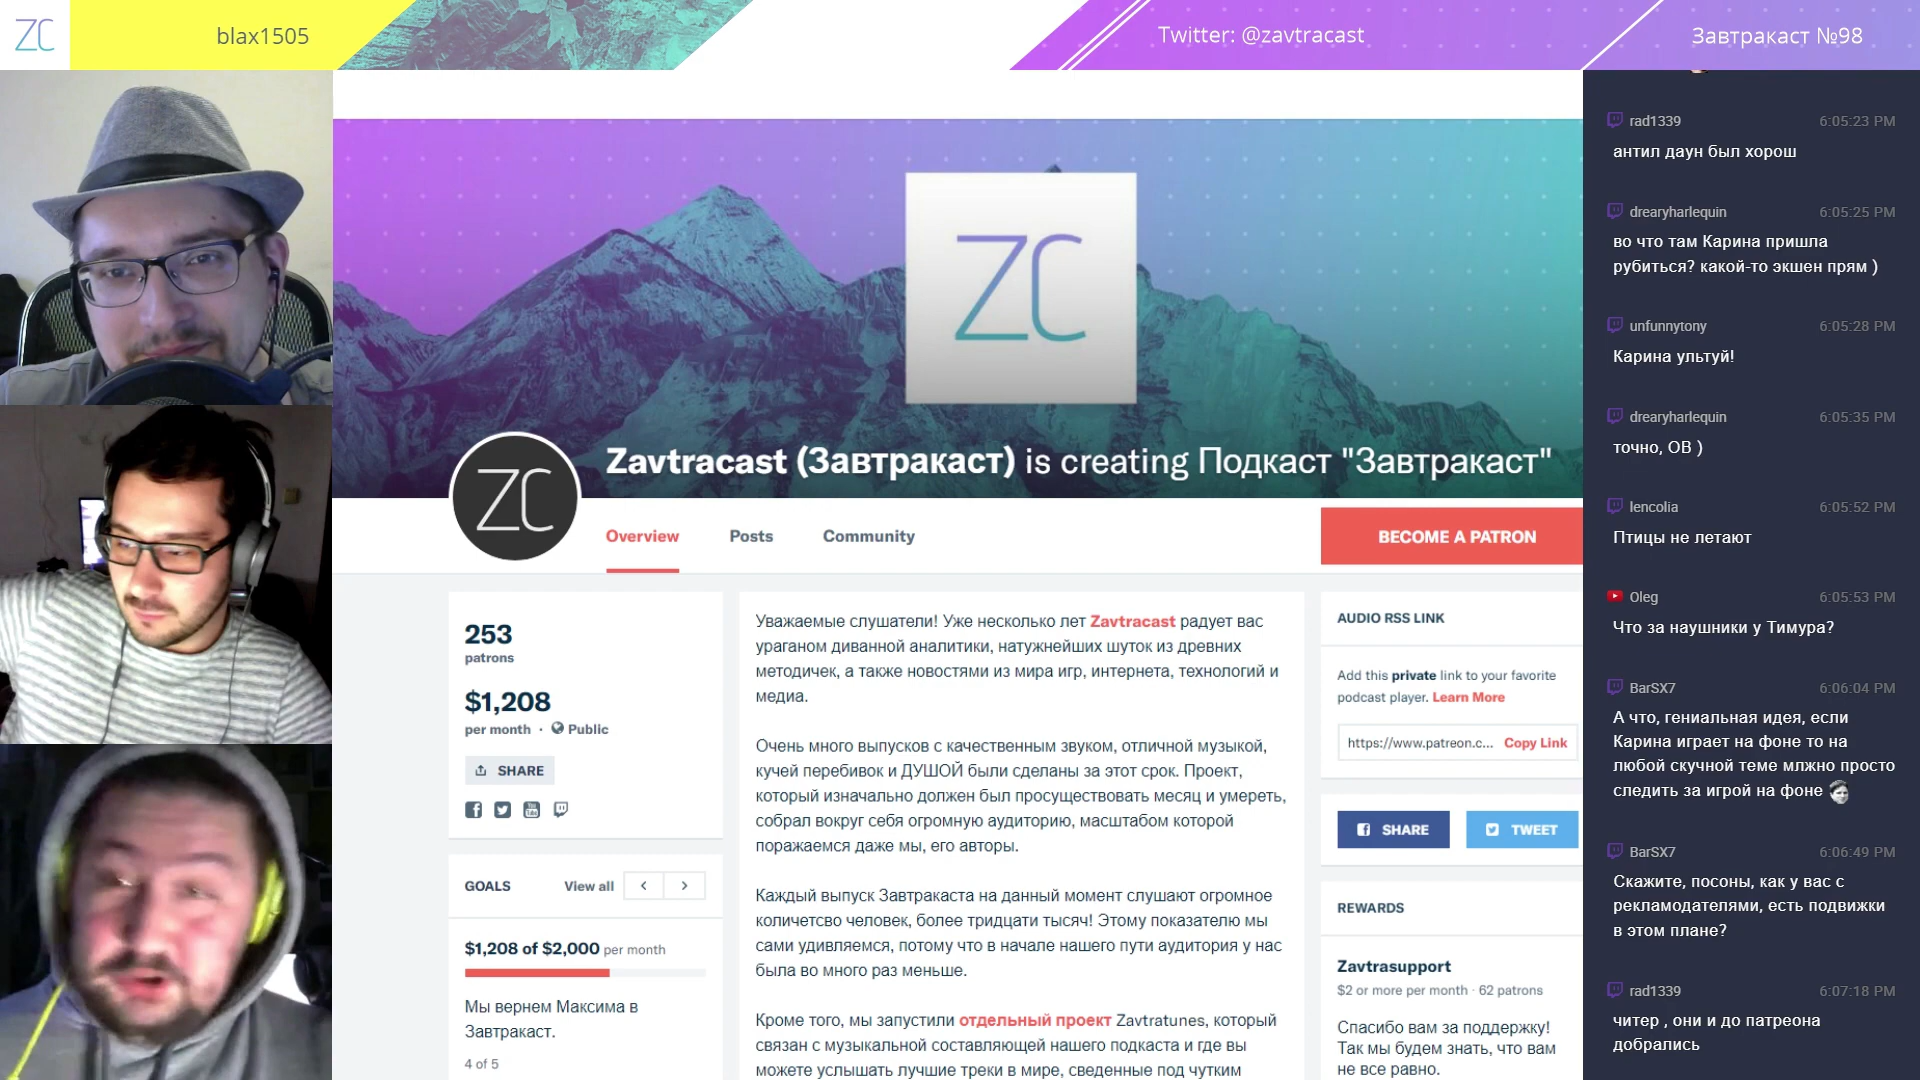 ZC
blax1505
Twitter: @zavtracast
Завтракаст №98
ZC
ZC
Zavtracast (Завтракаст) is creating Подкаст "Завтракаст"
Overview
Posts
Community
BECOME A PATRON
253
patrons
$1,208
per month · Public
SHARE
GOALS
View all
$1,208 of $2,000 per month
Мы вернем Максима в
Завтракаст.
4 of 5
Уважаемые слушатели! Уже несколько лет Zavtracast радует вас
ураганом диванной аналитики, натужнейших шуток из древних
методичек, а также новостями из мира игр, интернета, технологий и
медиа.
Очень много выпусков с качественным звуком, отличной музыкой,
кучей перебивок и ДУШОЙ были сделаны за этот срок. Проект,
который изначально должен был просуществовать месяц и умереть,
собрал вокруг себя огромную аудиторию, масштабом которой
поражаемся даже мы, его авторы.
Каждый выпуск Завтракаста на данный момент слушают огромное
количетсво человек, более тридцати тысяч! Этому показателю мы
сами удивляемся, потому что в начале нашего пути аудитория у нас
была во много раз меньше.
Кроме того, мы запустили отдельный проект Zavtratunes, который
связан с музыкальной составляющей нашего подкаста и где вы
можете услышать лучшие треки в мире, сведенные под чутким
AUDIO RSS LINK
Add this private link to your favorite
podcast player. Learn More
https://www.patreon.c... Copy Link
SHARE
TWEET
REWARDS
Zavtrasupport
$2 or more per month · 62 patrons
Спасибо вам за поддержку!
Так мы будем знать, что вам
не все равно.
rad1339 6:05:23 PM
антил даун был хорош
drearyharlequin 6:05:25 PM
во что там Карина пришла
рубиться? какой-то экшен прям )
unfunnytony 6:05:28 PM
Карина ультуй!
drearyharlequin 6:05:35 PM
точно, ОВ )
lencolia 6:05:52 PM
Птицы не летают
Oleg 6:05:53 PM
Что за наушники у Тимура?
BarSX7 6:06:04 PM
А что, гениальная идея, если
Карина играет на фоне то на
любой скучной теме млжно просто
следить за игрой на фоне
BarSX7 6:06:49 PM
Скажите, посоны, как у вас с
рекламодателями, есть подвижки
в этом плане?
rad1339 6:07:18 PM
читер , они и до патреона
добрались